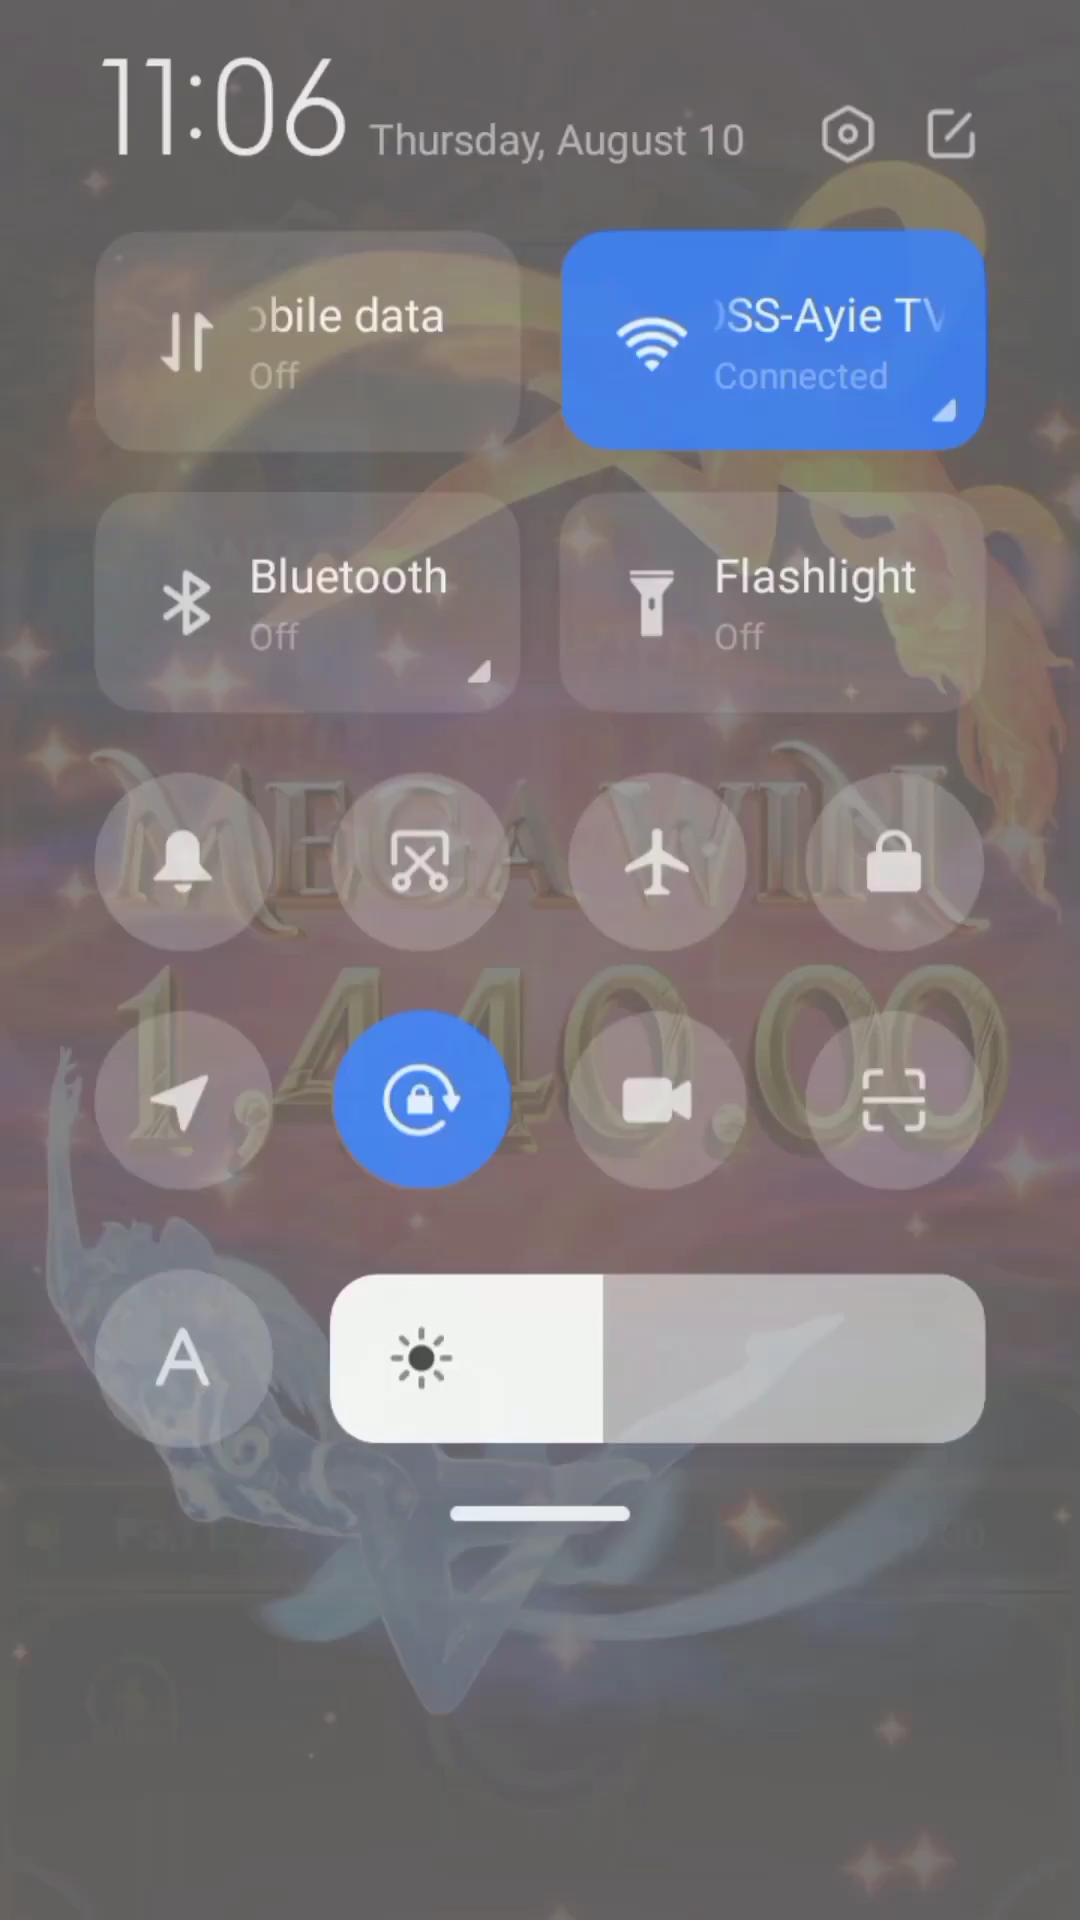 11:06 Thursday, August 10
obile data
Off
OSS-Ayie TV
Connected
Bluetooth
Off
Flashlight
Off
MEGA WIN
1,440.00
A